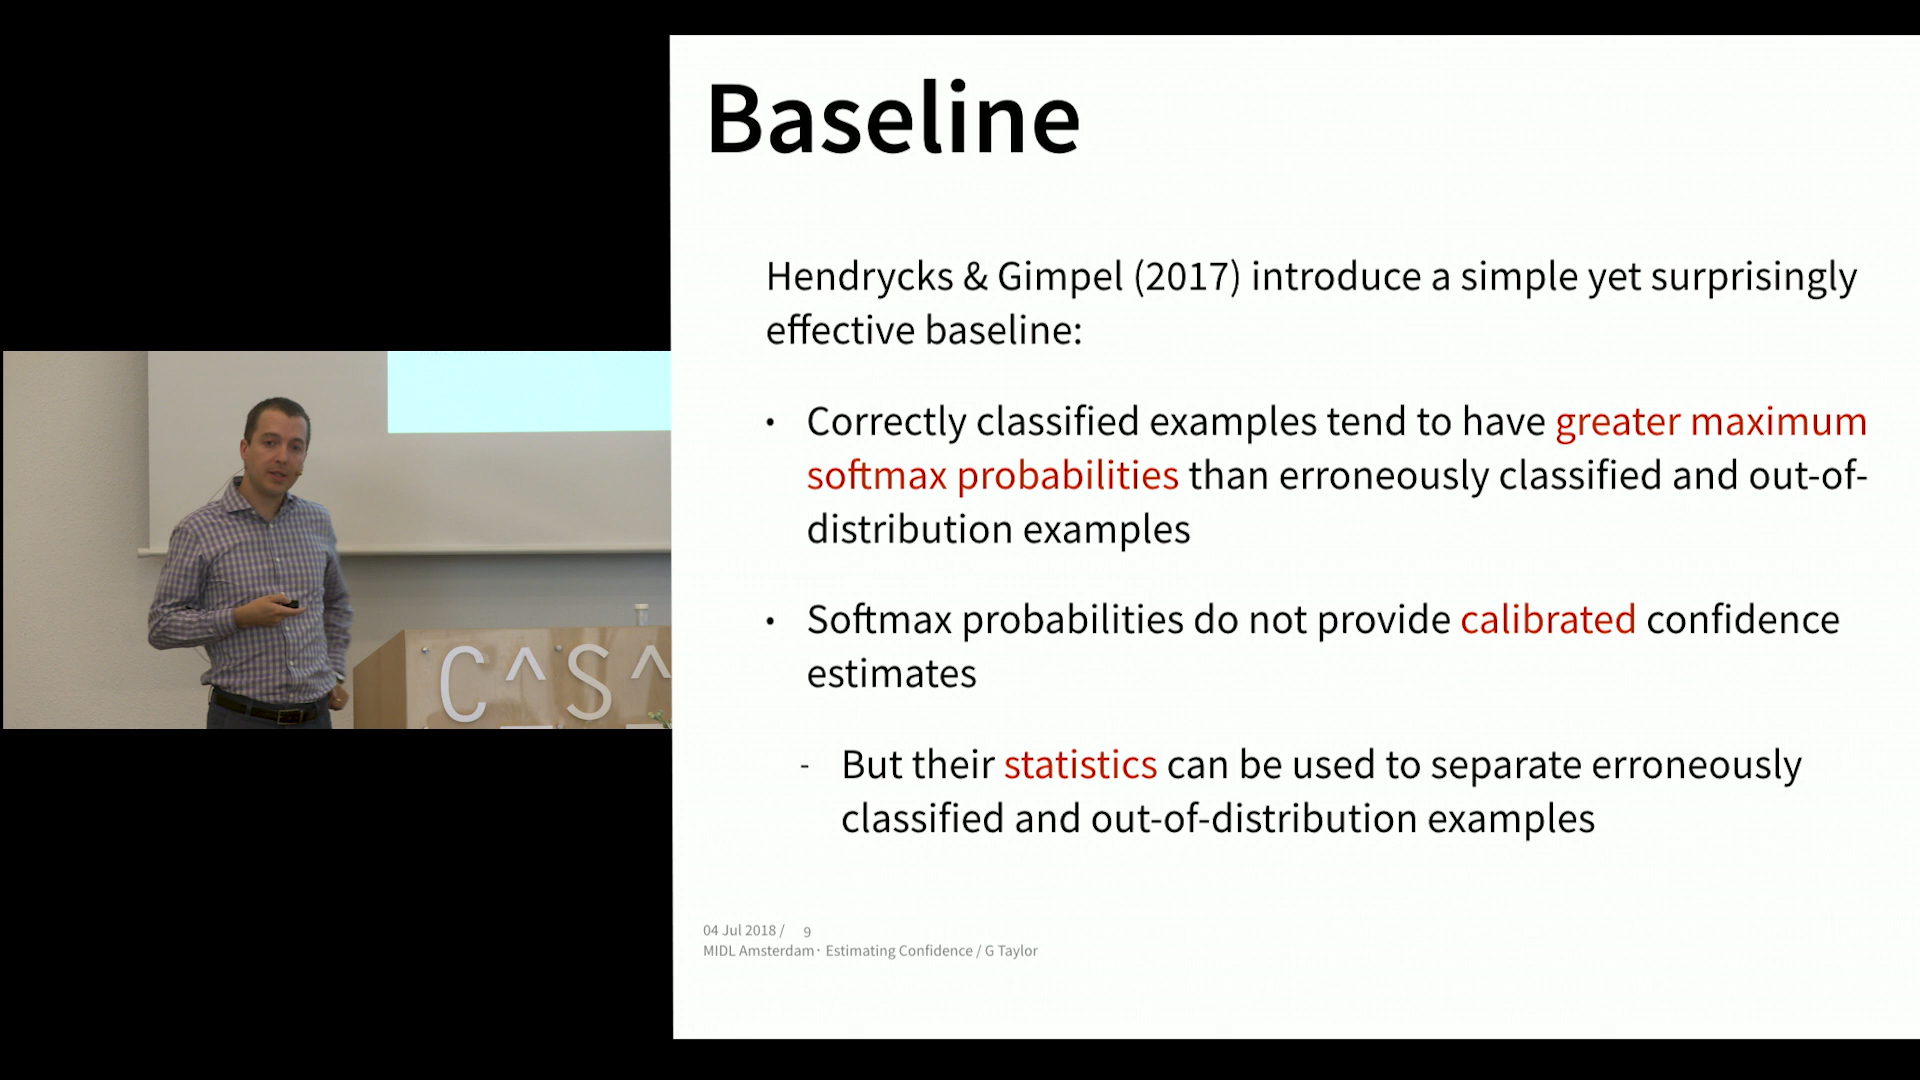 Baseline
Hendrycks & Gimpel (2017) introduce a simple yet surprisingly
effective baseline:
• Correctly classified examples tend to have greater maximum
softmax probabilities than erroneously classified and out-of-
distribution examples
• Softmax probabilities do not provide calibrated confidence
estimates
- But their statistics can be used to separate erroneously
classified and out-of-distribution examples
04 Jul 2018 / 9
MIDL Amsterdam · Estimating Confidence / G Taylor
C^S^